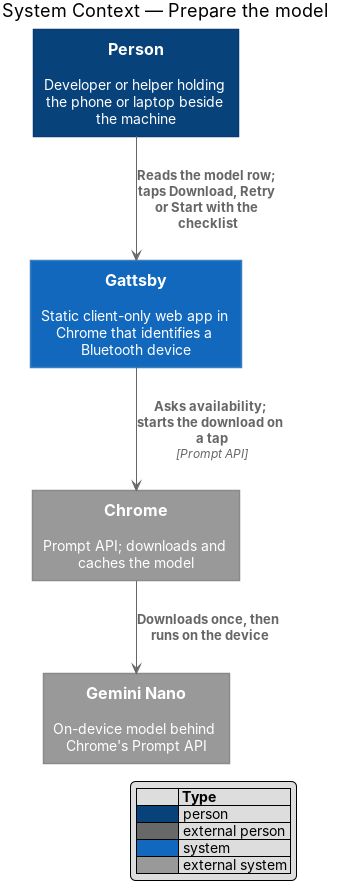 System Context — Prepare the model
Person
Developer or helper holding
the phone or laptop beside
the machine
Reads the model row;
taps Download, Retry
or Start with the
checklist
Gattsby
Static client-only web app in
Chrome that identifies a
Bluetooth device
Asks availability;
starts the download on
a tap
[Prompt API]
Chrome
Prompt API; downloads and
caches the model
Downloads once, then
runs on the device
Gemini Nano
On-device model behind
Chrome's Prompt API
Type
person
external person
system
external system